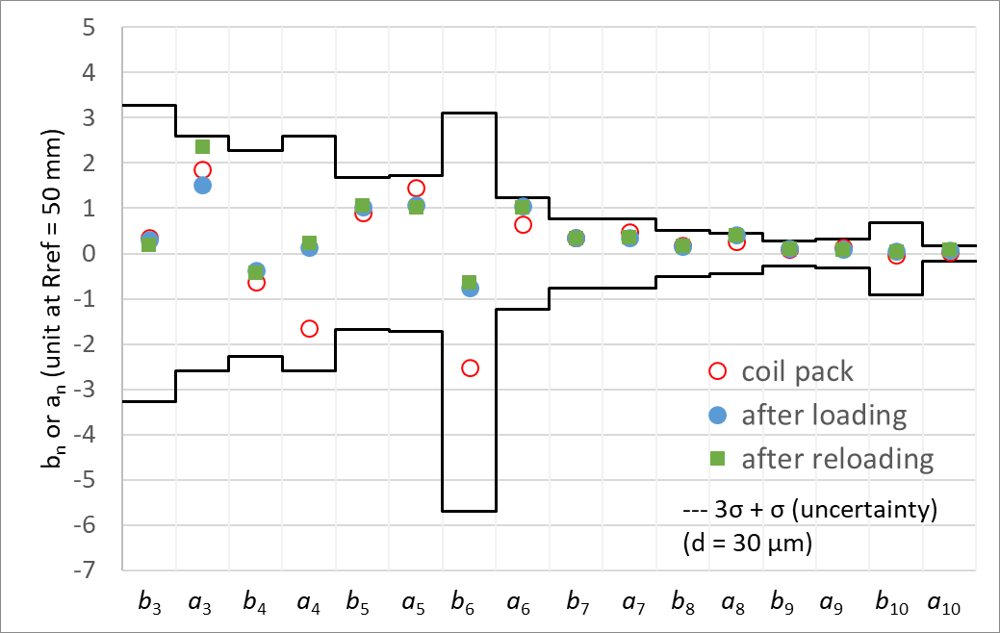 5
4
3
2
1
0
-1
-2
-3
-4
-5
-6
-7
bn or an (unit at Rref = 50 mm)
coil pack
after loading
after reloading
--- 3σ + σ (uncertainty)
(d = 30 µm)
b3 a3 b4 a4 b5 a5 b6 a6 b7 a7 b8 a8 b9 a9 b10 a10